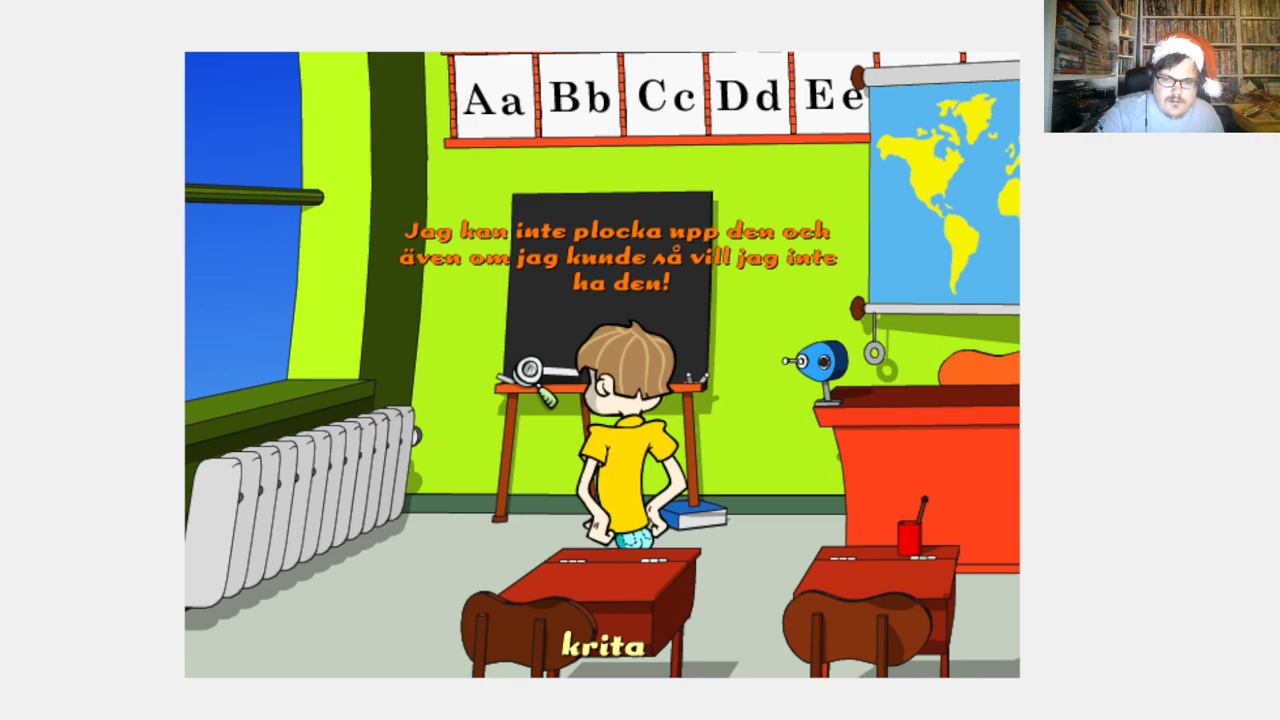 Aa Bb Cc Dd Ee
Jag kan inte plocka upp den och
även om jag kunde så vill jag inte
ha den!
krita